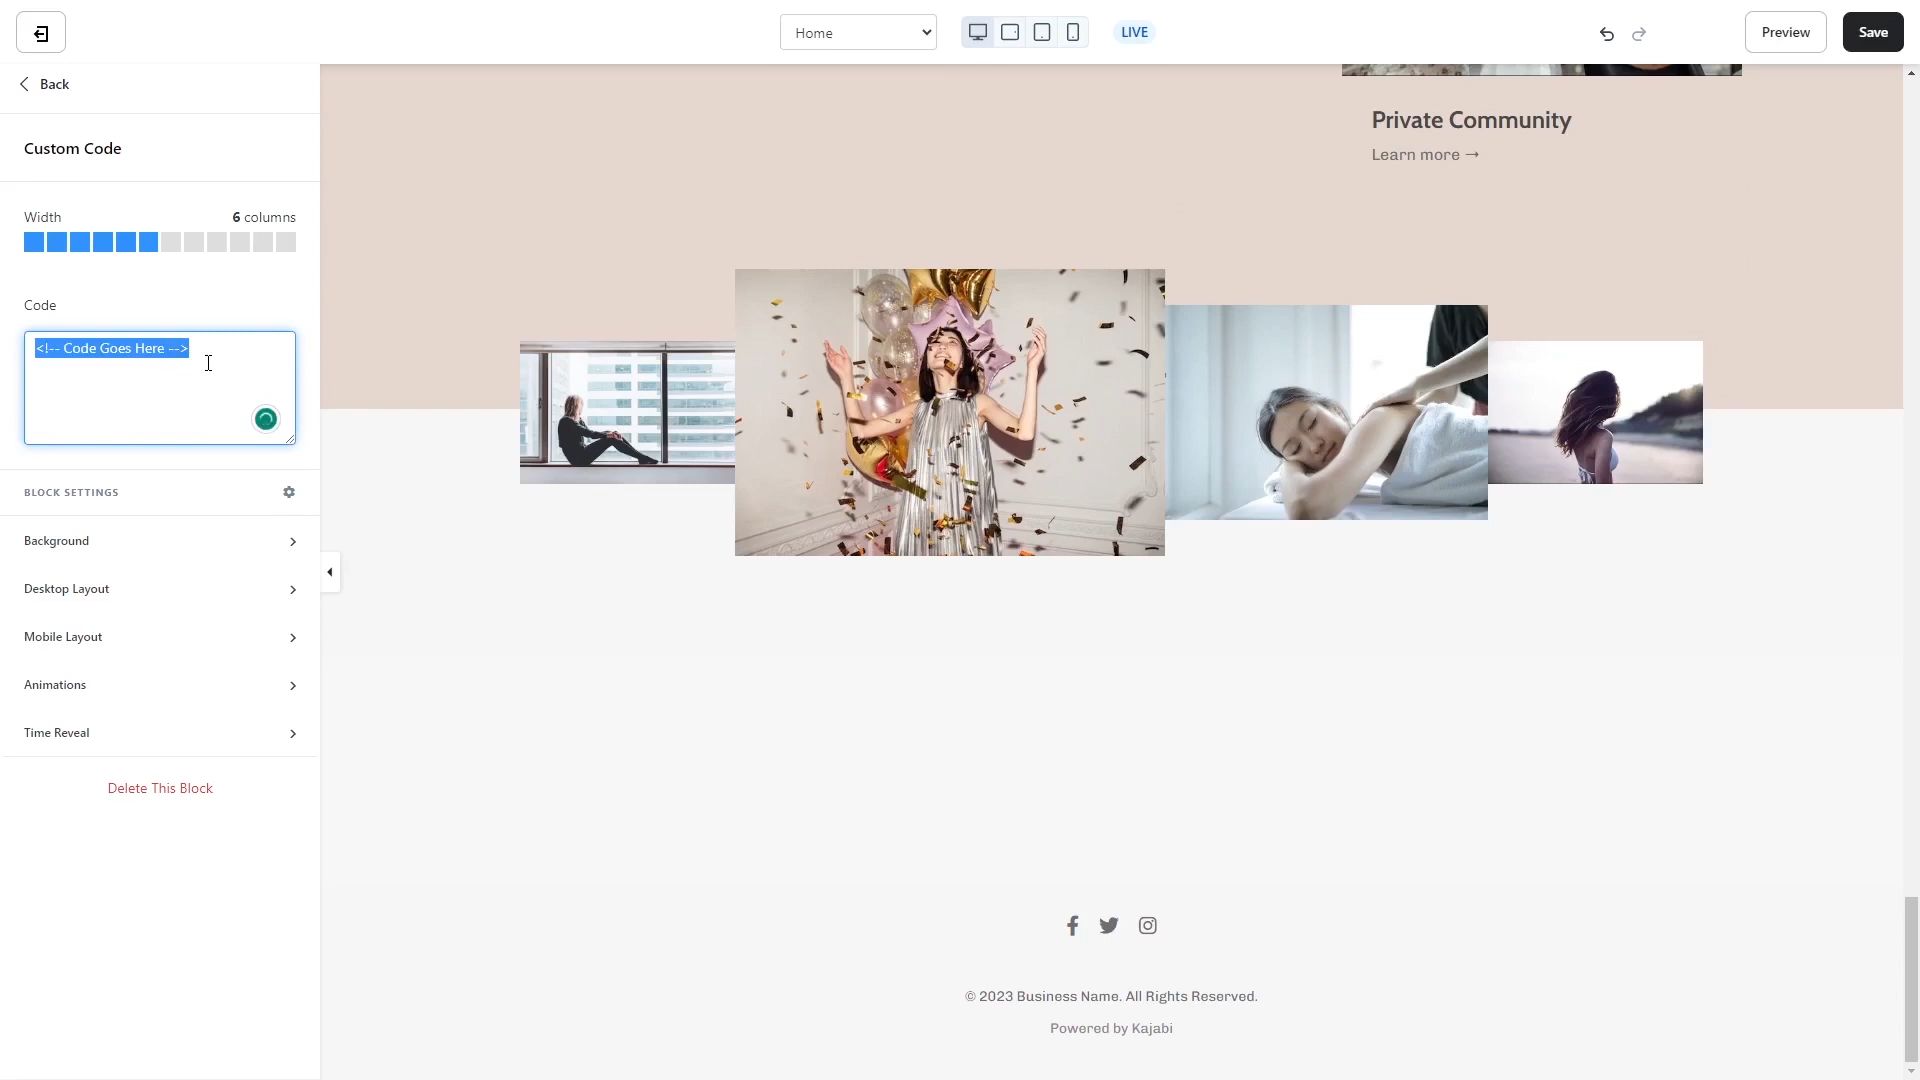 Home
LIVE
Preview
Save
Back
Custom Code
Width
6 columns
Code
<!-- Code Goes Here -->
BLOCK SETTINGS
Background
Desktop Layout
Mobile Layout
Animations
Time Reveal
Delete This Block
Private Community
Learn more →
© 2023 Business Name. All Rights Reserved.
Powered by Kajabi